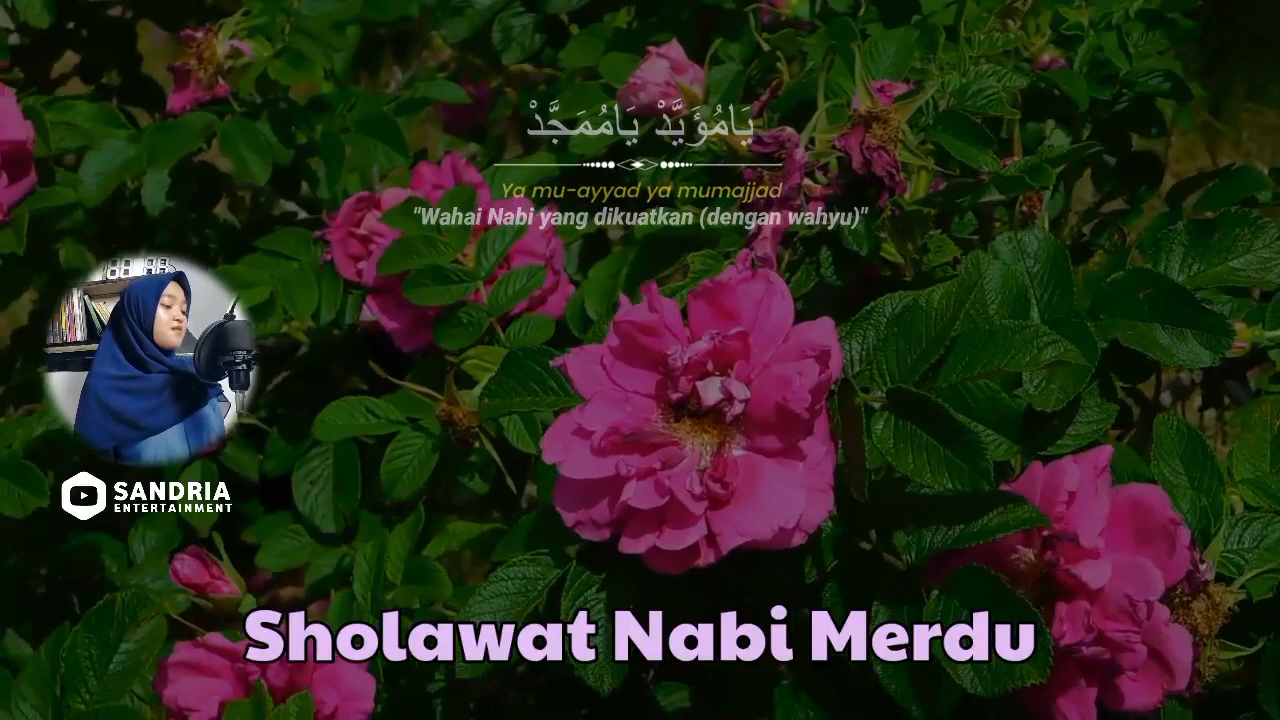 يَامُؤَيَّدْ يَامُمَجَّدْ
Ya mu-ayyad ya mumajjad
"Wahai Nabi yang dikuatkan (dengan wahyu)"
SANDRIA
ENTERTAINMENT
Sholawat Nabi Merdu